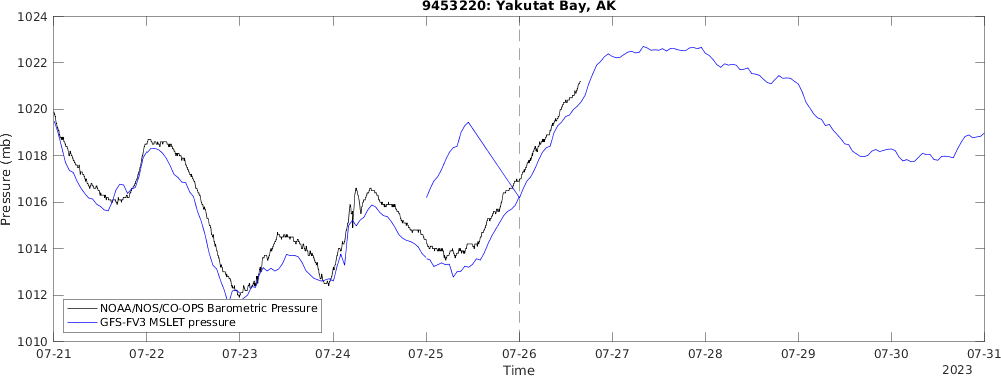 9453220: Yakutat Bay, AK
1024
1022
1020
1018
1016
1014
1012
1010
Pressure (mb)
NOAA/NOS/CO-OPS Barometric Pressure
GFS-FV3 MSLET pressure
07-21 07-22 07-23 07-24 07-25 07-26 07-27 07-28 07-29 07-30 07-31
Time
2023